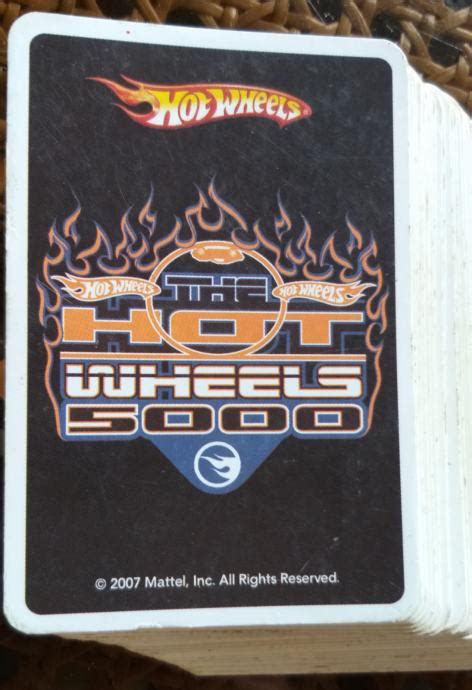 HOT WHEELS®
HOT WHEELS THE HOT WHEELS
HOT
WHEELS
5000
© 2007 Mattel, Inc. All Rights Reserved.